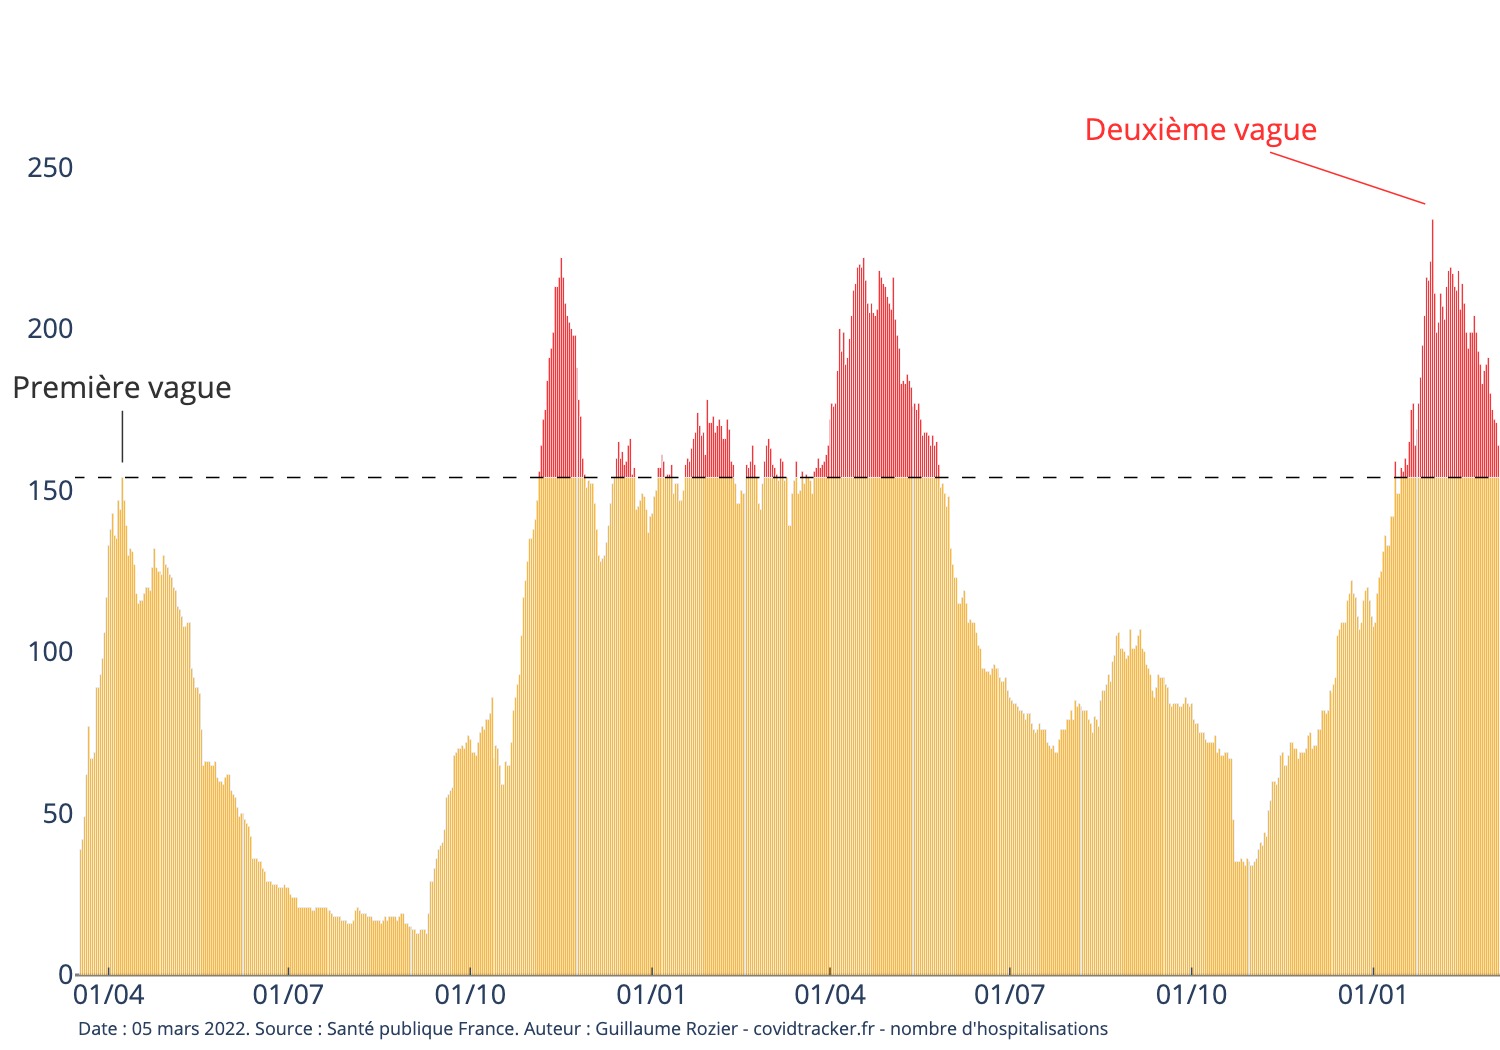 Deuxième vague
250
200
Première vague
150
100
50
0
01/04 01/07 01/10 01/01 01/04 01/07 01/10 01/01
Date : 05 mars 2022. Source : Santé publique France. Auteur : Guillaume Rozier - covidtracker.fr - nombre d'hospitalisations